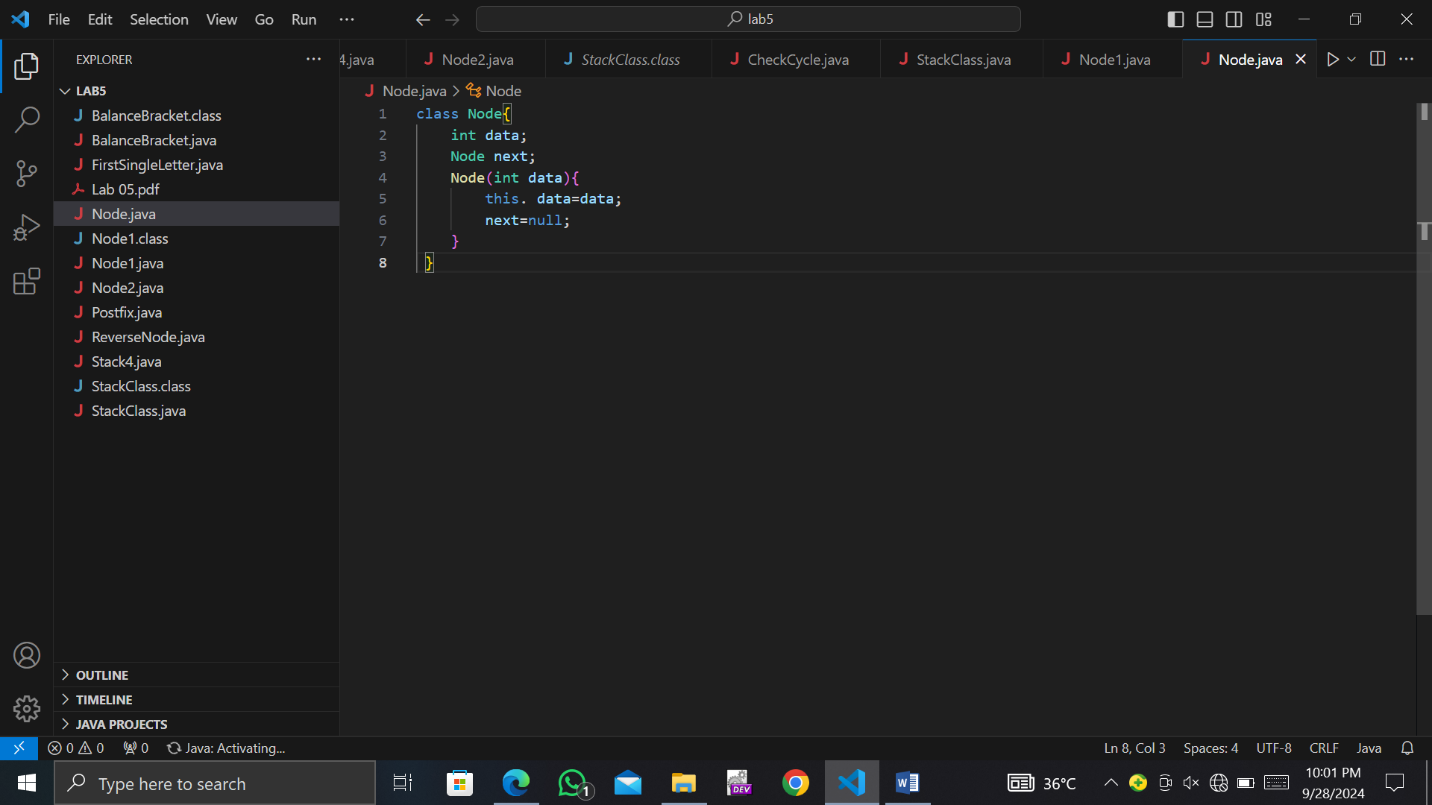 File Edit Selection View Go Run ··· lab5
EXPLORER ···
4.java Node2.java StackClass.class CheckCycle.java StackClass.java Node1.java Node.java
LAB5
BalanceBracket.class
BalanceBracket.java
FirstSingleLetter.java
Lab 05.pdf
Node.java
Node1.class
Node1.java
Node2.java
Postfix.java
ReverseNode.java
Stack4.java
StackClass.class
StackClass.java
OUTLINE
TIMELINE
JAVA PROJECTS
Node.java > Node
1 class Node{
2 int data;
3 Node next;
4 Node(int data){
5 this. data=data;
6 next=null;
7 }
8 }
0 0 0 Java: Activating... Ln 8, Col 3 Spaces: 4 UTF-8 CRLF Java
Type here to search
1
DEV
W
36°C
10:01 PM
9/28/2024